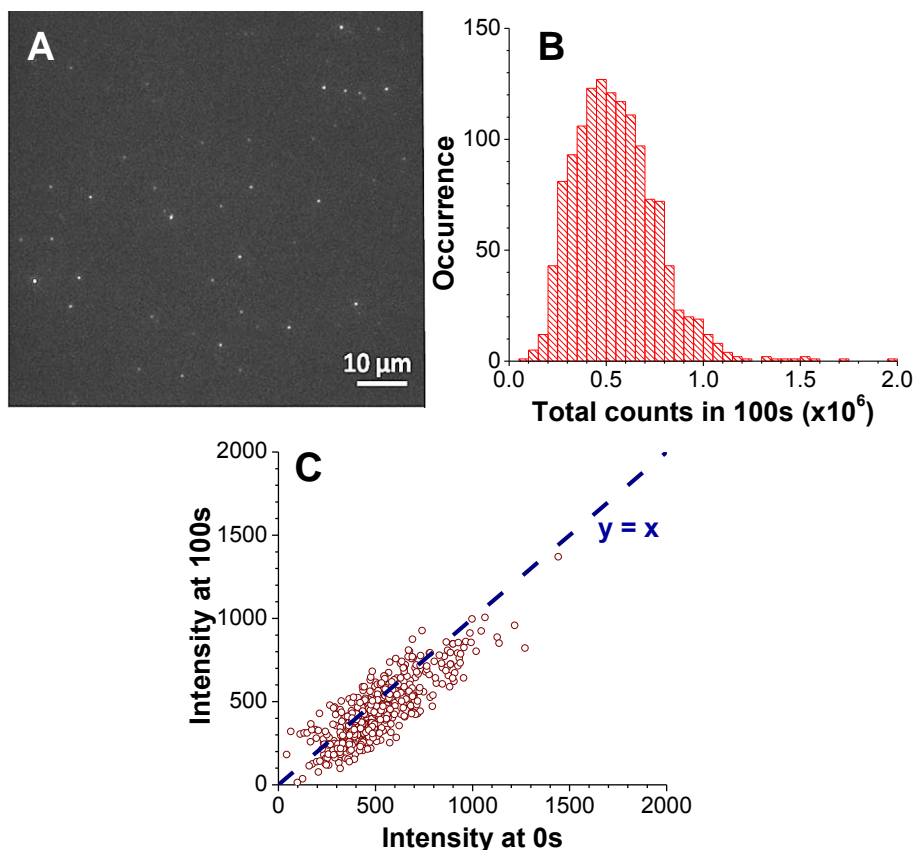 A
10 µm
B
150
100
50
0
Occurrence
0.0
0.5
1.0
1.5
2.0
Total counts in 100s (x10⁶)
C
2000
1500
1000
500
0
Intensity at 100s
y = x
0
500
1000
1500
2000
Intensity at 0s